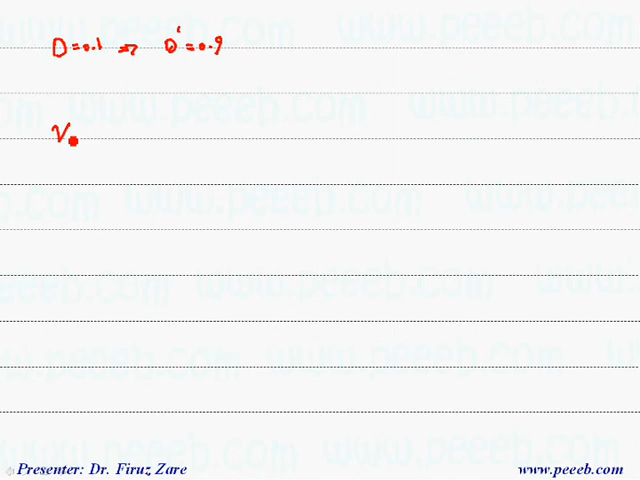 D=0.1 ⇒ D'=0.9
V
Presenter: Dr. Firuz Zare
www.peeeb.com